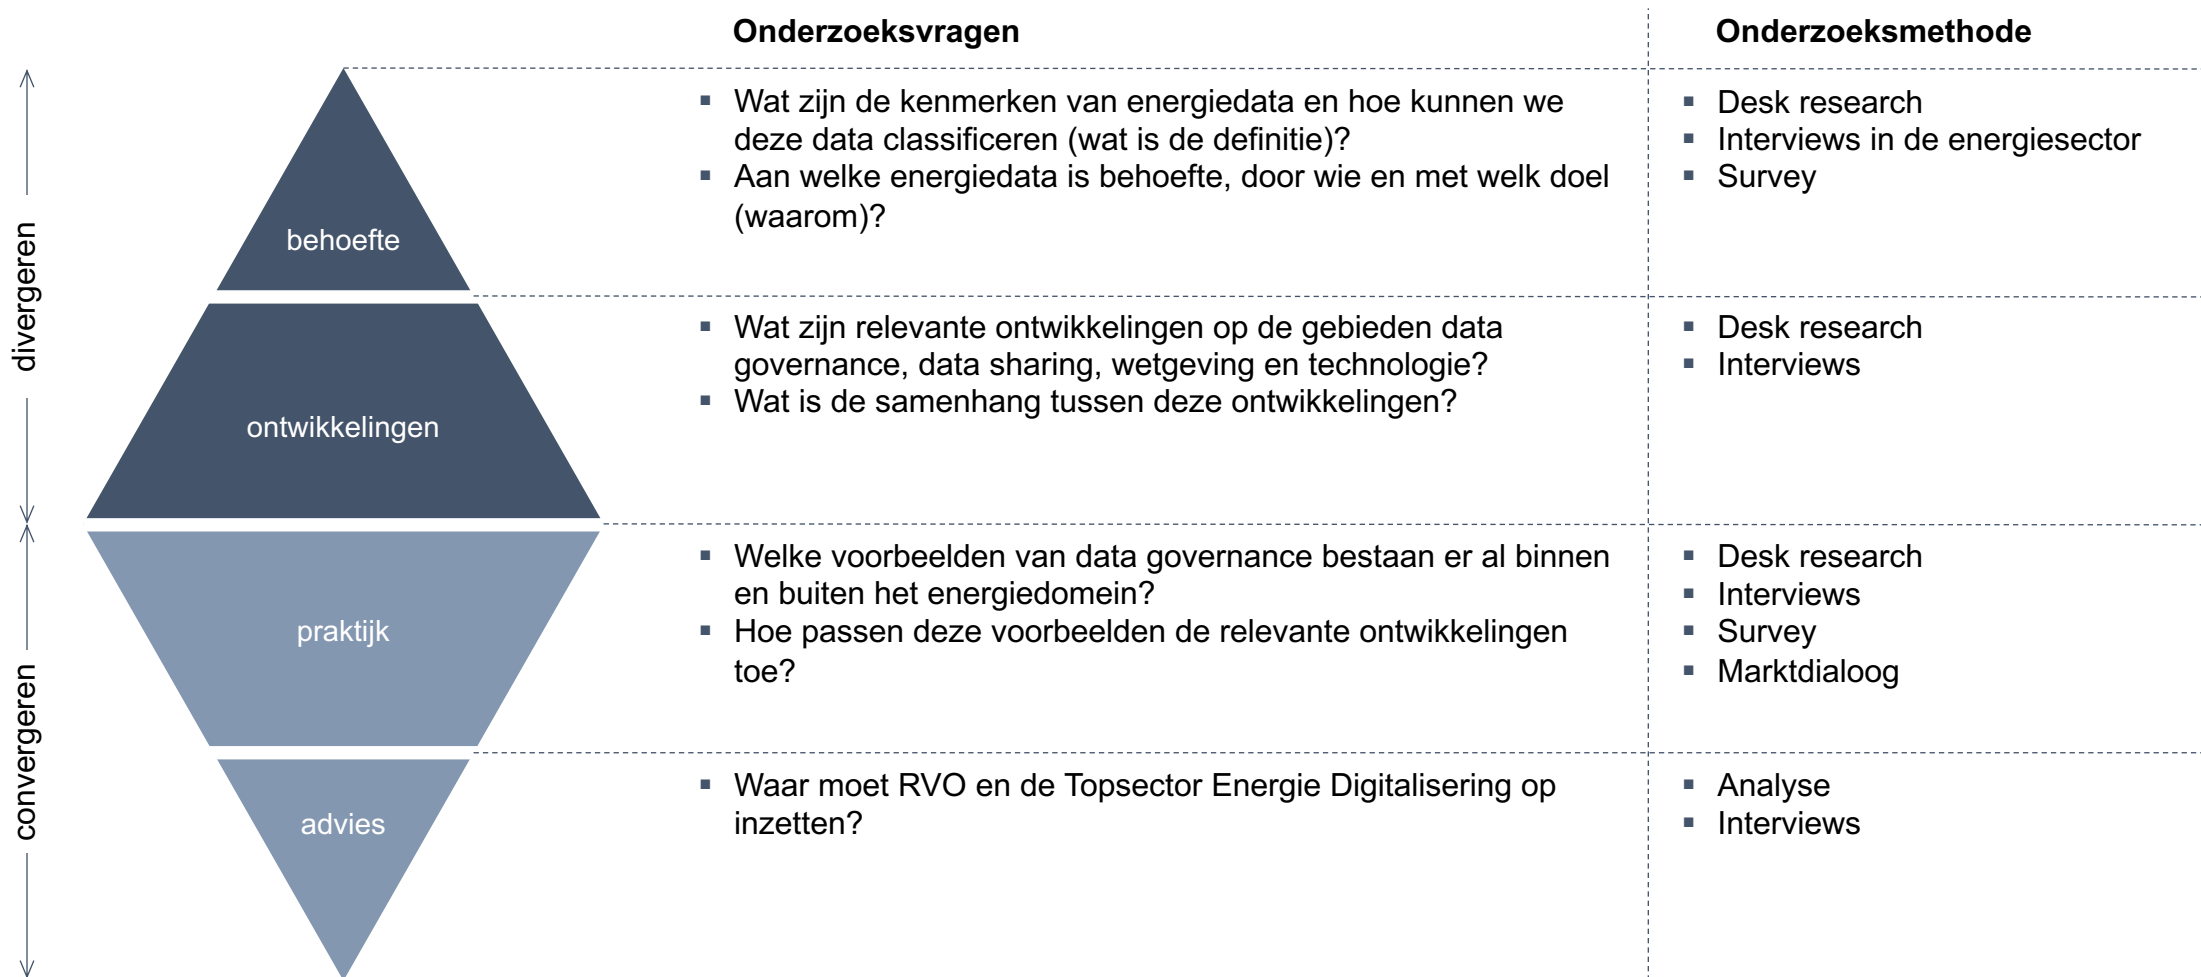 Onderzoeksvragen
Onderzoeksmethode
divergeren
behoefte
▪ Wat zijn de kenmerken van energiedata en hoe kunnen we
deze data classificeren (wat is de definitie)?
▪ Aan welke energiedata is behoefte, door wie en met welk doel
(waarom)?
▪ Desk research
▪ Interviews in de energiesector
▪ Survey
ontwikkelingen
▪ Wat zijn relevante ontwikkelingen op de gebieden data
governance, data sharing, wetgeving en technologie?
▪ Wat is de samenhang tussen deze ontwikkelingen?
▪ Desk research
▪ Interviews
convergeren
praktijk
▪ Welke voorbeelden van data governance bestaan er al binnen
en buiten het energiedomein?
▪ Hoe passen deze voorbeelden de relevante ontwikkelingen
toe?
▪ Desk research
▪ Interviews
▪ Survey
▪ Marktdialoog
advies
▪ Waar moet RVO en de Topsector Energie Digitalisering op
inzetten?
▪ Analyse
▪ Interviews